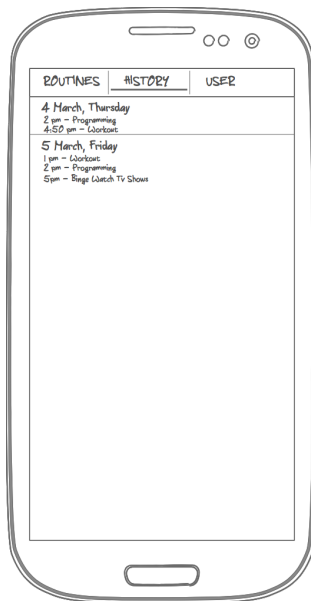 ROUTINES HISTORY USER
4 March, Thursday
2 pm - Programming
4:50 pm - Workout
5 March, Friday
1 pm - Workout
2 pm - Programming
5pm - Binge Watch Tv Shows